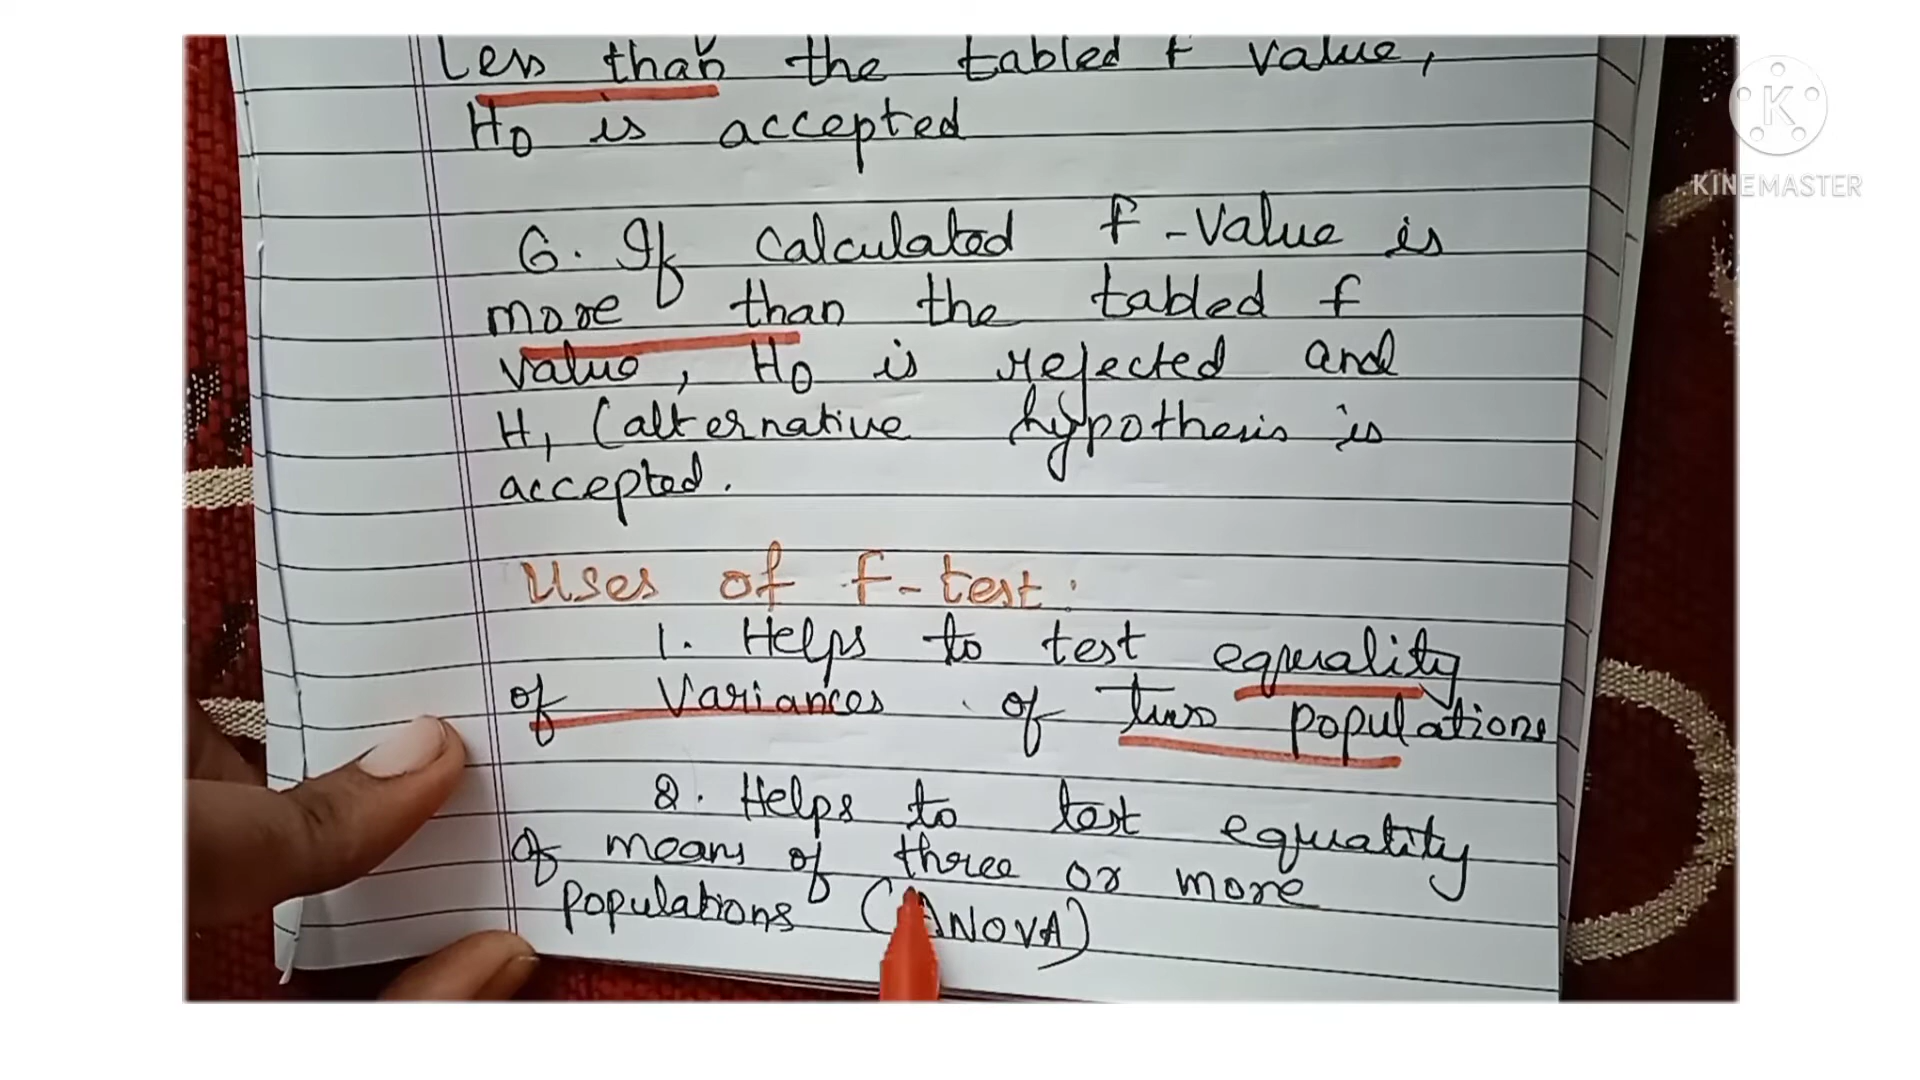 less than the tabled f value,
H0 is accepted
6. If calculated f-value is
more than the tabled f
value, H0 is rejected and
H1 (alternative hypothesis is
accepted.
Uses of f-test:
1. Helps to test equality
of variances of two populations
2. Helps to test equality
of means of three or more
populations (ANOVA)
K
KINEMASTER